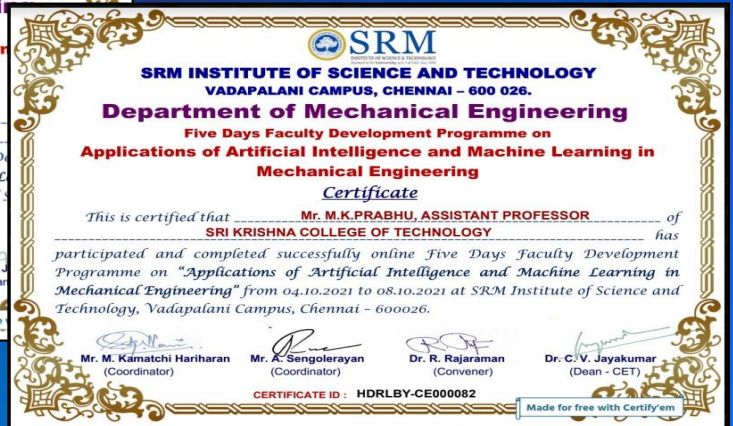 SRM
INSTITUTE OF SCIENCE & TECHNOLOGY
SRM INSTITUTE OF SCIENCE AND TECHNOLOGY
VADAPALANI CAMPUS, CHENNAI – 600 026.
Department of Mechanical Engineering
Five Days Faculty Development Programme on
Applications of Artificial Intelligence and Machine Learning in
Mechanical Engineering
Certificate
This is certified that Mr. M.K.PRABHU, ASSISTANT PROFESSOR of
SRI KRISHNA COLLEGE OF TECHNOLOGY has
participated and completed successfully online Five Days Faculty Development
Programme on "Applications of Artificial Intelligence and Machine Learning in
Mechanical Engineering" from 04.10.2021 to 08.10.2021 at SRM Institute of Science and
Technology, Vadapalani Campus, Chennai – 600026.
Mr. M. Kamatchi Hariharan Mr. A. Sengolerayan Dr. R. Rajaraman Dr. C. V. Jayakumar
(Coordinator) (Coordinator) (Convener) (Dean - CET)
CERTIFICATE ID : HDRLBY-CE000082
Made for free with Certify'em